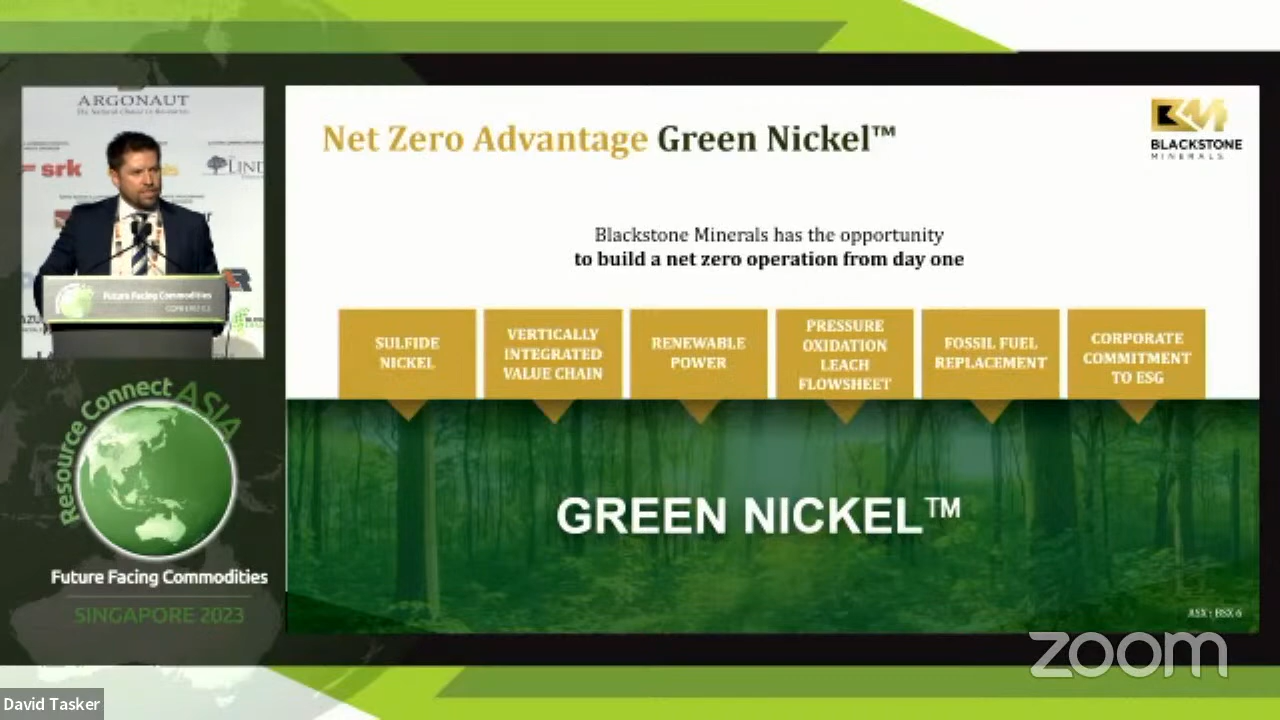 ARGONAUT
srk
Future Facing Commodities
CONFERENCE
Resource Connect ASIA
Future Facing Commodities
SINGAPORE 2023
Net Zero Advantage Green Nickel™
BLACKSTONE
MINERALS
Blackstone Minerals has the opportunity
to build a net zero operation from day one
SULFIDE
NICKEL
VERTICALLY
INTEGRATED
VALUE CHAIN
RENEWABLE
POWER
PRESSURE
OXIDATION
LEACH
FLOWSHEET
FOSSIL FUEL
REPLACEMENT
CORPORATE
COMMITMENT
TO ESG
GREEN NICKEL™
ASX : BSX 6
zoom
David Tasker